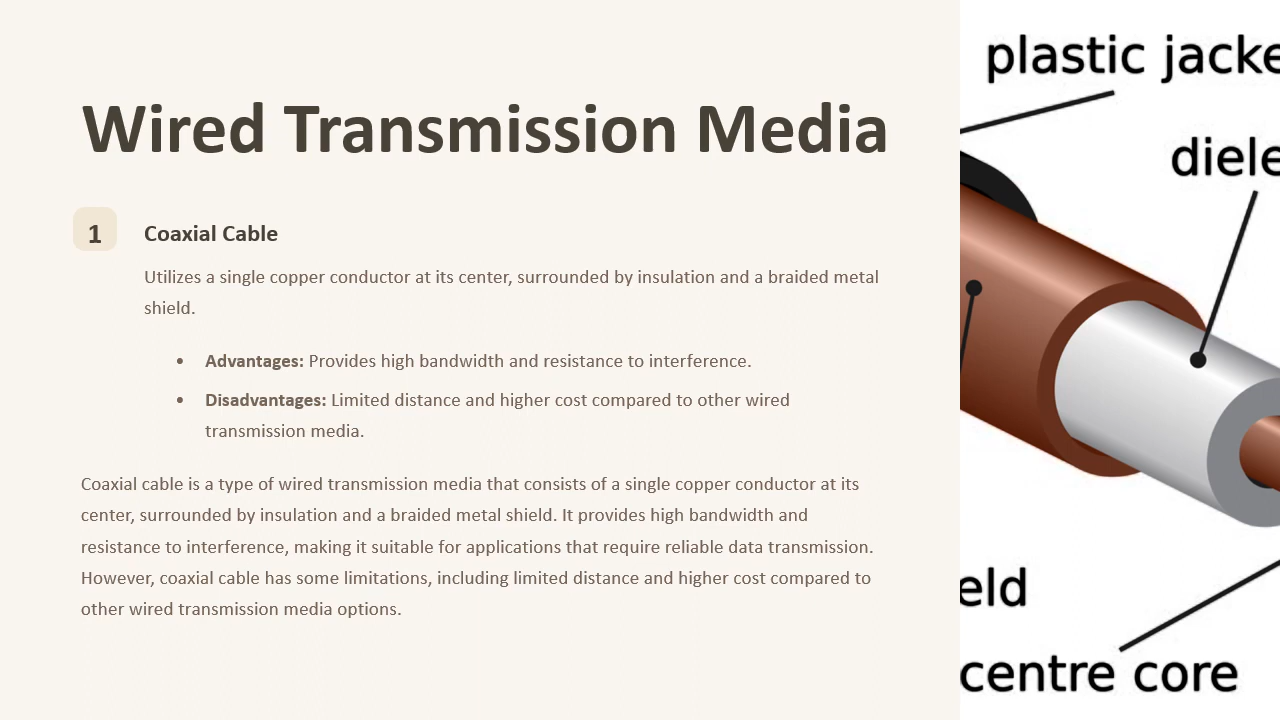 Wired Transmission Media
1
Coaxial Cable
Utilizes a single copper conductor at its center, surrounded by insulation and a braided metal
shield.
• Advantages: Provides high bandwidth and resistance to interference.
• Disadvantages: Limited distance and higher cost compared to other wired
transmission media.
Coaxial cable is a type of wired transmission media that consists of a single copper conductor at its
center, surrounded by insulation and a braided metal shield. It provides high bandwidth and
resistance to interference, making it suitable for applications that require reliable data transmission.
However, coaxial cable has some limitations, including limited distance and higher cost compared to
other wired transmission media options.
plastic jacke
diele
eld
centre core